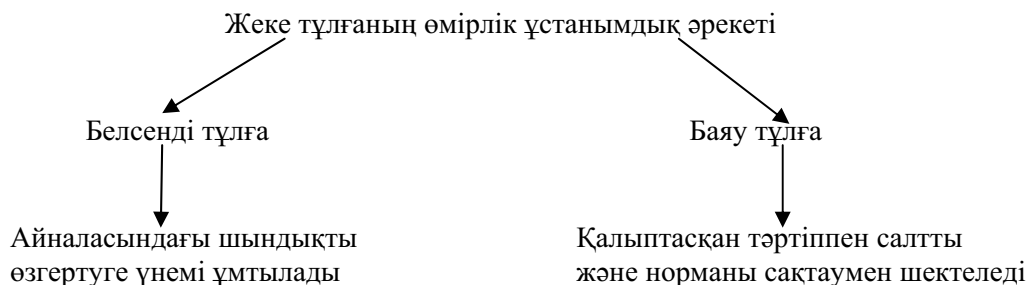 Жеке тұлғаның өмірлік ұстанымдық әрекеті
Белсенді тұлға
Баяу тұлға
Айналасындағы шындықты
өзгертуге үнемі ұмтылады
Қалыптасқан тәртіппен салтты
және норманы сақтаумен шектеледі